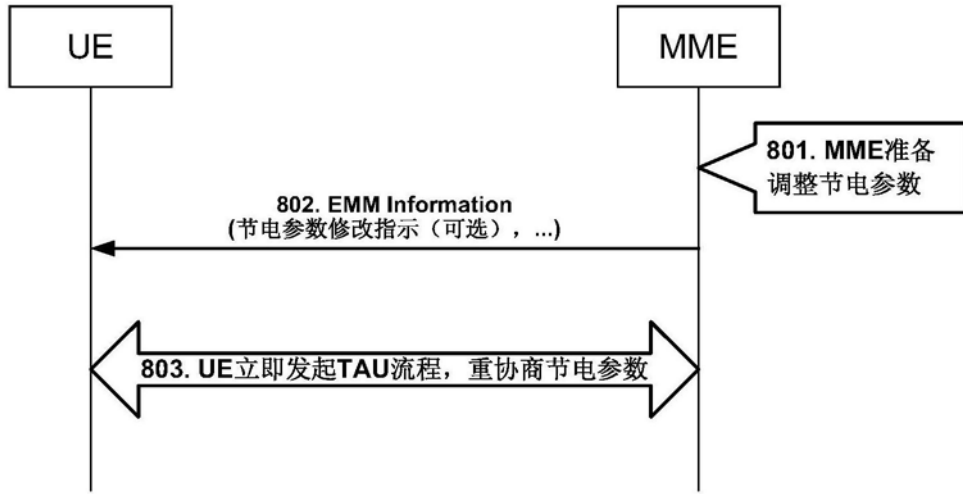 UE
MME
801. MME准备
调整节电参数
802. EMM Information
(节电参数修改指示（可选），...)
803. UE立即发起TAU流程，重协商节电参数